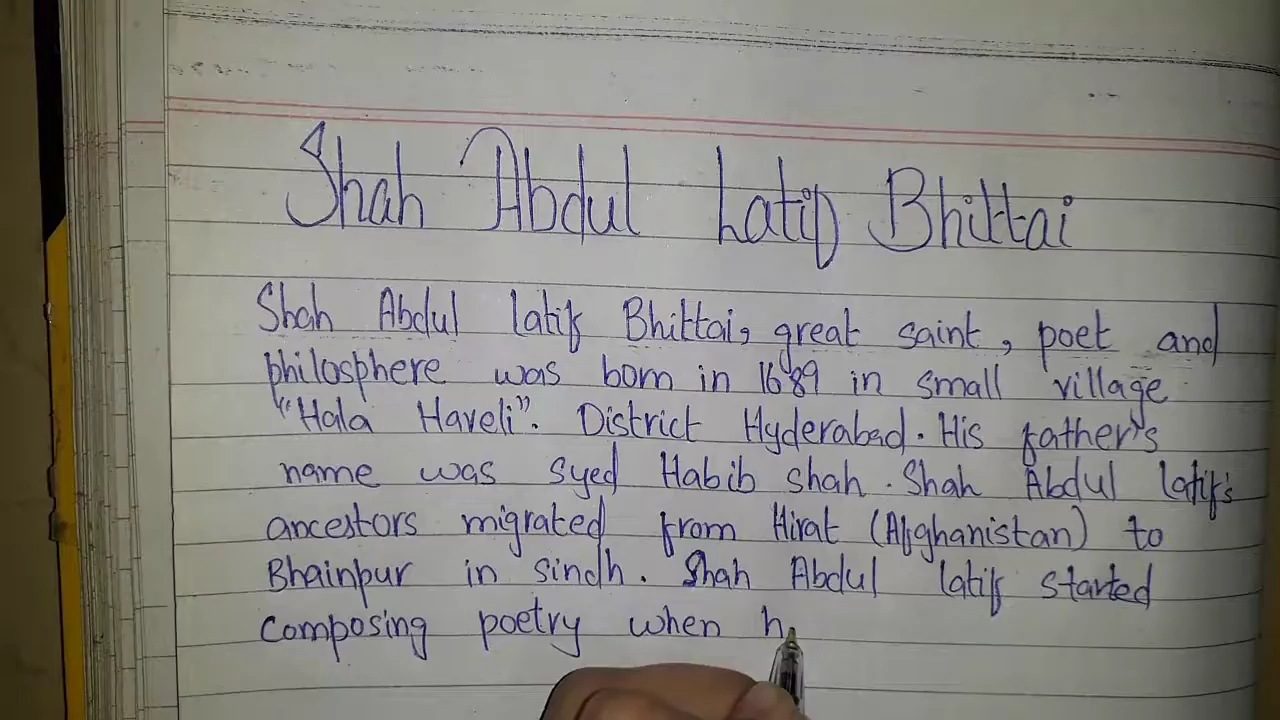 Shah Abdul Latif Bhittai
Shah Abdul latif Bhittai, great saint, poet and
philosphere was born in 1689 in small village
"Hala Haveli". District Hyderabad. His father's
name was syed Habib shah. Shah Abdul latif's
ancestors migrated from Hirat (Afghanistan) to
Bhainpur in sindh. Shah Abdul latif started
composing poetry when h